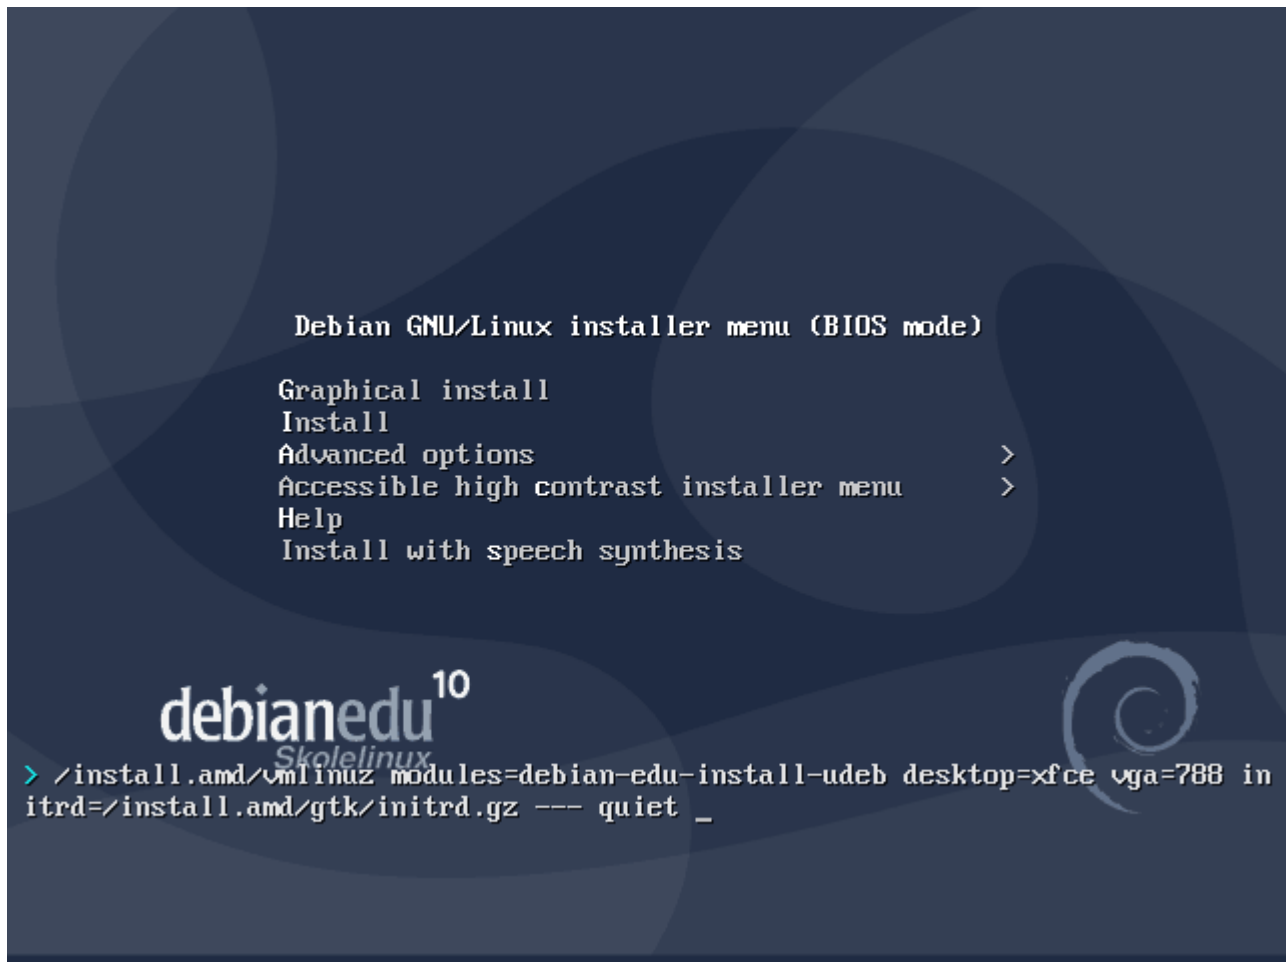 Debian GNU/Linux installer menu (BIOS mode)
Graphical install
Install
Advanced options >
Accessible high contrast installer menu >
Help
Install with speech synthesis
debianedu 10
Skolelinux
> /install.amd/vmlinuz modules=debian-edu-install-udeb desktop=xfce vga=788 in
itrd=/install.amd/gtk/initrd.gz --- quiet _